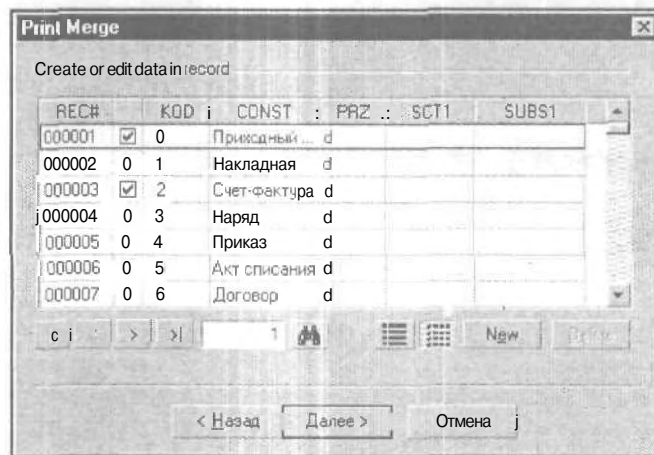 Print Merge
Create or edit data in record
REC# KOD i CONST : PRZ .: SCT1 SUBS1
000001 0 Приходный ... d
000002 0 1 Накладная d
000003 2 Счет-фактура d
j000004 0 3 Наряд d
000005 0 4 Приказ d
000006 0 5 Акт списания d
000007 0 6 Договор d
c i > >| 1 New
< Назад Далее > Отмена j